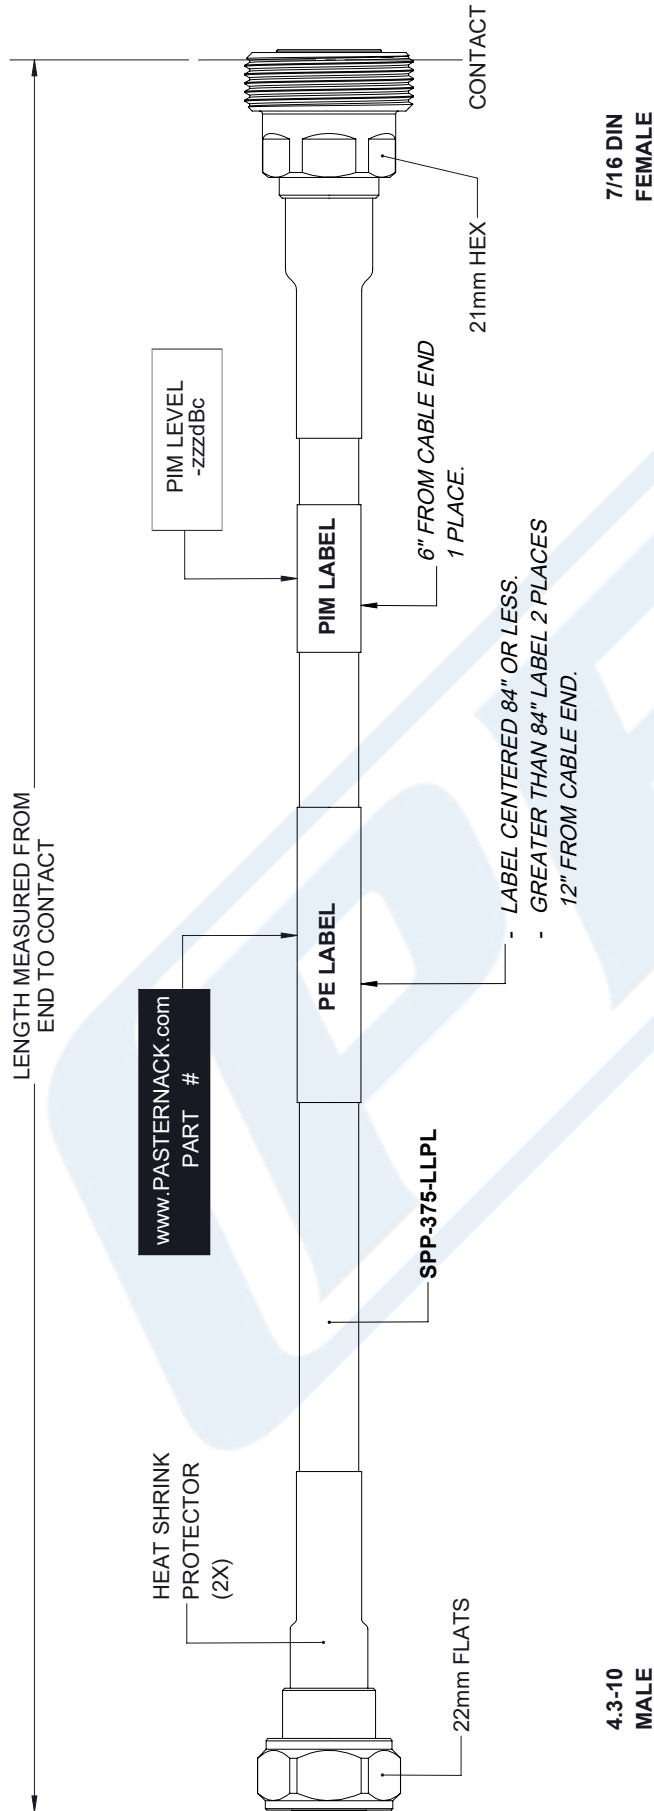 LENGTH MEASURED FROM
END TO CONTACT
HEAT SHRINK
PROTECTOR
(2X)
www.PASTERNACK.com
PART #
PIM LEVEL
-zzzdBc
PE LABEL
PIM LABEL
22mm FLATS
SPP-375-LLPL
6" FROM CABLE END
1 PLACE.
21mm HEX
CONTACT
- LABEL CENTERED 84" OR LESS.
- GREATER THAN 84" LABEL 2 PLACES
12" FROM CABLE END.
4.3-10
MALE
7/16 DIN
FEMALE